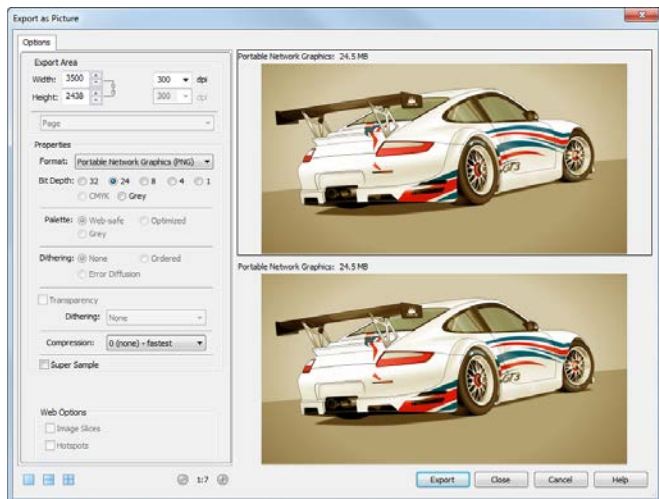 Export as Picture
Options
Export Area
Width: 3500 300 dpi
Height: 2438 300 dpi
Page
Properties
Format: Portable Network Graphics (PNG)
Bit Depth: 32 24 8 4 1
CMYK Grey
Palette: Web-safe Optimized
Grey
Dithering: None Ordered
Error Diffusion
Transparency
Dithering: None
Compression: 0 (none) - fastest
Super Sample
Web Options
Image Slices
Hotspots
1:7
Portable Network Graphics: 24.5 MB
GT3
Portable Network Graphics: 24.5 MB
GT3
Export Close Cancel Help